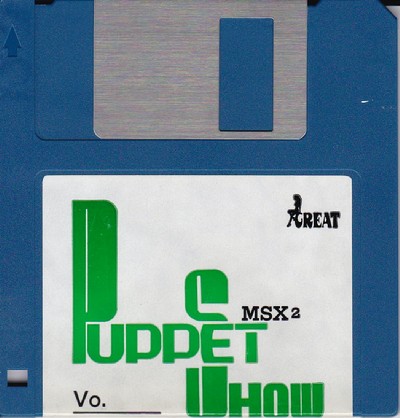 GREAT
MSX2
PUPPET
SHOW
Vo.